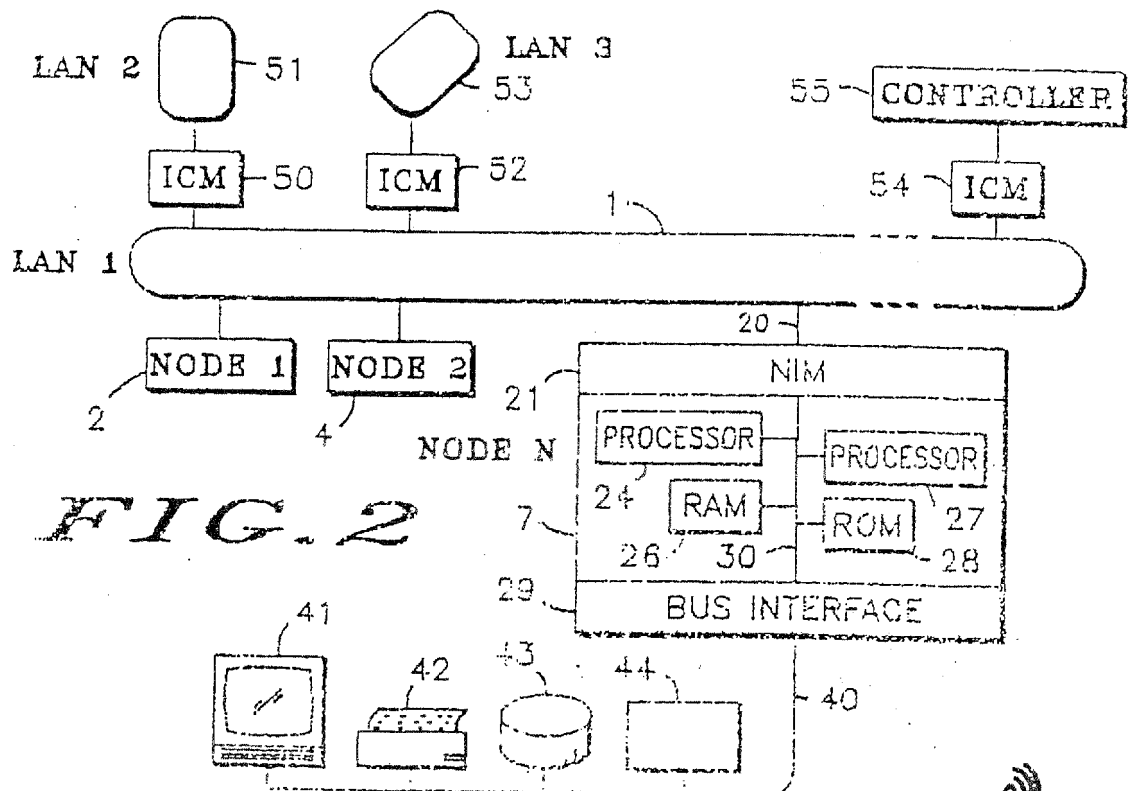 LAN 2
51
LAN 3
53
55
CONTROLLER
ICM
50
ICM
52
54
ICM
1
LAN 1
20
NODE 1
NODE 2
2
4
21
NIM
NODE N
PROCESSOR
24
PROCESSOR
27
7
RAM
26
30
ROM
28
FIG. 2
29
BUS INTERFACE
41
42
43
44
40